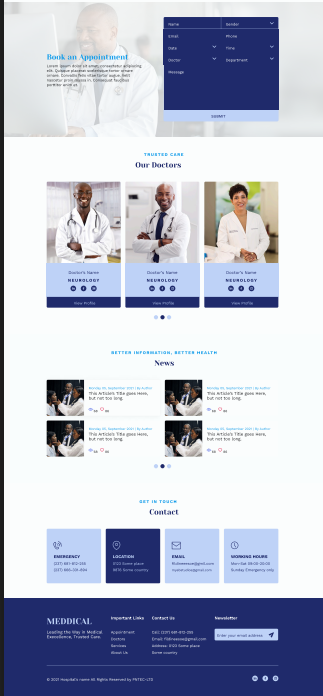 Name
Gender
Email
Phone
Date
Time
Doctor
Department
Message
SUBMIT
Book an Appointment
Lorem ipsum dolor sit amet, consectetur adipiscing
elit. Quisque placerat scelerisque tortor ornare
ornare. Convallis felis vitae tortor augue. Velit
nascetur proin massa in. Consequat faucibus
porttitor enim et.
TRUSTED CARE
Our Doctors
Doctor's Name
NEUROLOGY
View Profile
Doctor's Name
NEUROLOGY
View Profile
Doctor's Name
NEUROLOGY
View Profile
BETTER INFORMATION, BETTER HEALTH
News
Monday 05, September 2021 | By Author
This Article's Title goes Here,
but not too long.
Monday 05, September 2021 | By Author
This Article's Title goes Here,
but not too long.
Monday 05, September 2021 | By Author
This Article's Title goes Here,
but not too long.
Monday 05, September 2021 | By Author
This Article's Title goes Here,
but not too long.
GET IN TOUCH
Contact
EMERGENCY
(237) 681-812-255
(237) 666-331-894
LOCATION
0123 Some place
9876 Some country
EMAIL
fildineesoe@gmail.com
WORKING HOURS
Mon-Sat 09:00-20:00
Sunday Emergency only
MEDDICAL
Leading the Way in Medical
Execellence, Trusted Care.
Important Links
Appointment
Doctors
Services
About Us
Contact Us
Call: (237) 681-812-255
Email: fildineesoe@gmail.com
Address: 0123 Some place
Some country
Newsletter
Enter your email address
© 2021 Hospital's name All Rights Reserved by PNTEC-LTD